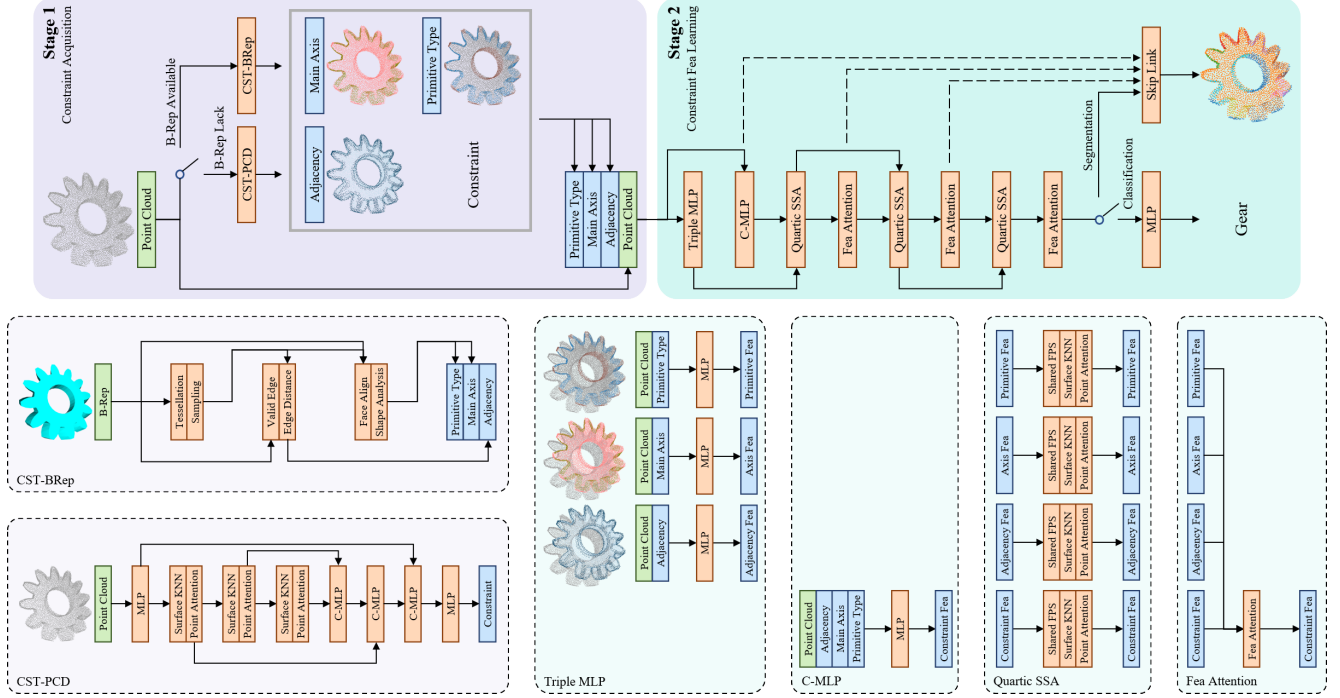 Stage 1
Constraint Acquisition
Point Cloud
B-Rep Available
B-Rep Lack
CST-BRep
CST-PCD
Main Axis
Primitive Type
Adjacency
Constraint
Primitive Type
Main Axis
Adjacency
Point Cloud
Stage 2
Constraint Fea Learning
Triple MLP
C-MLP
Quartic SSA
Fea Attention
Quartic SSA
Fea Attention
Quartic SSA
Fea Attention
Segmentation
Classification
Skip Link
MLP
Gear
B-Rep
Tessellation
Sampling
Valid Edge
Edge Distance
Face Align
Shape Analysis
Primitive Type
Main Axis
Adjacency
CST-BRep
Point Cloud
MLP
Surface KNN
Point Attention
Surface KNN
Point Attention
Surface KNN
Point Attention
C-MLP
C-MLP
C-MLP
MLP
Constraint
CST-PCD
Point Cloud
Primitive Type
MLP
Primitive Fea
Point Cloud
Main Axis
MLP
Axis Fea
Point Cloud
Adjacency
MLP
Adjacency Fea
Triple MLP
Point Cloud
Adjacency
Main Axis
Primitive Type
MLP
Constraint Fea
C-MLP
Primitive Fea
Shared FPS
Surface KNN
Point Attention
Primitive Fea
Axis Fea
Shared FPS
Surface KNN
Point Attention
Axis Fea
Adjacency Fea
Shared FPS
Surface KNN
Point Attention
Adjacency Fea
Constraint Fea
Shared FPS
Surface KNN
Point Attention
Constraint Fea
Quartic SSA
Primitive Fea
Axis Fea
Adjacency Fea
Constraint Fea
Fea Attention
Constraint Fea
Fea Attention